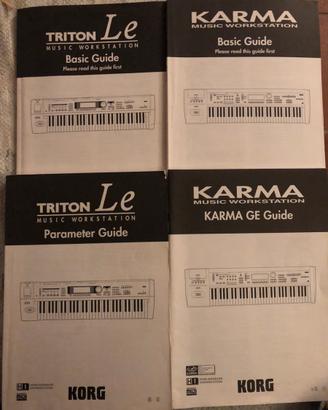 TRITON Le
MUSIC WORKSTATION
Basic Guide
Please read this guide first
KARMA
MUSIC WORKSTATION
Basic Guide
Please read this guide first
TRITON Le
MUSIC WORKSTATION
Parameter Guide
KORG
KARMA
MUSIC WORKSTATION
KARMA GE Guide
KORG